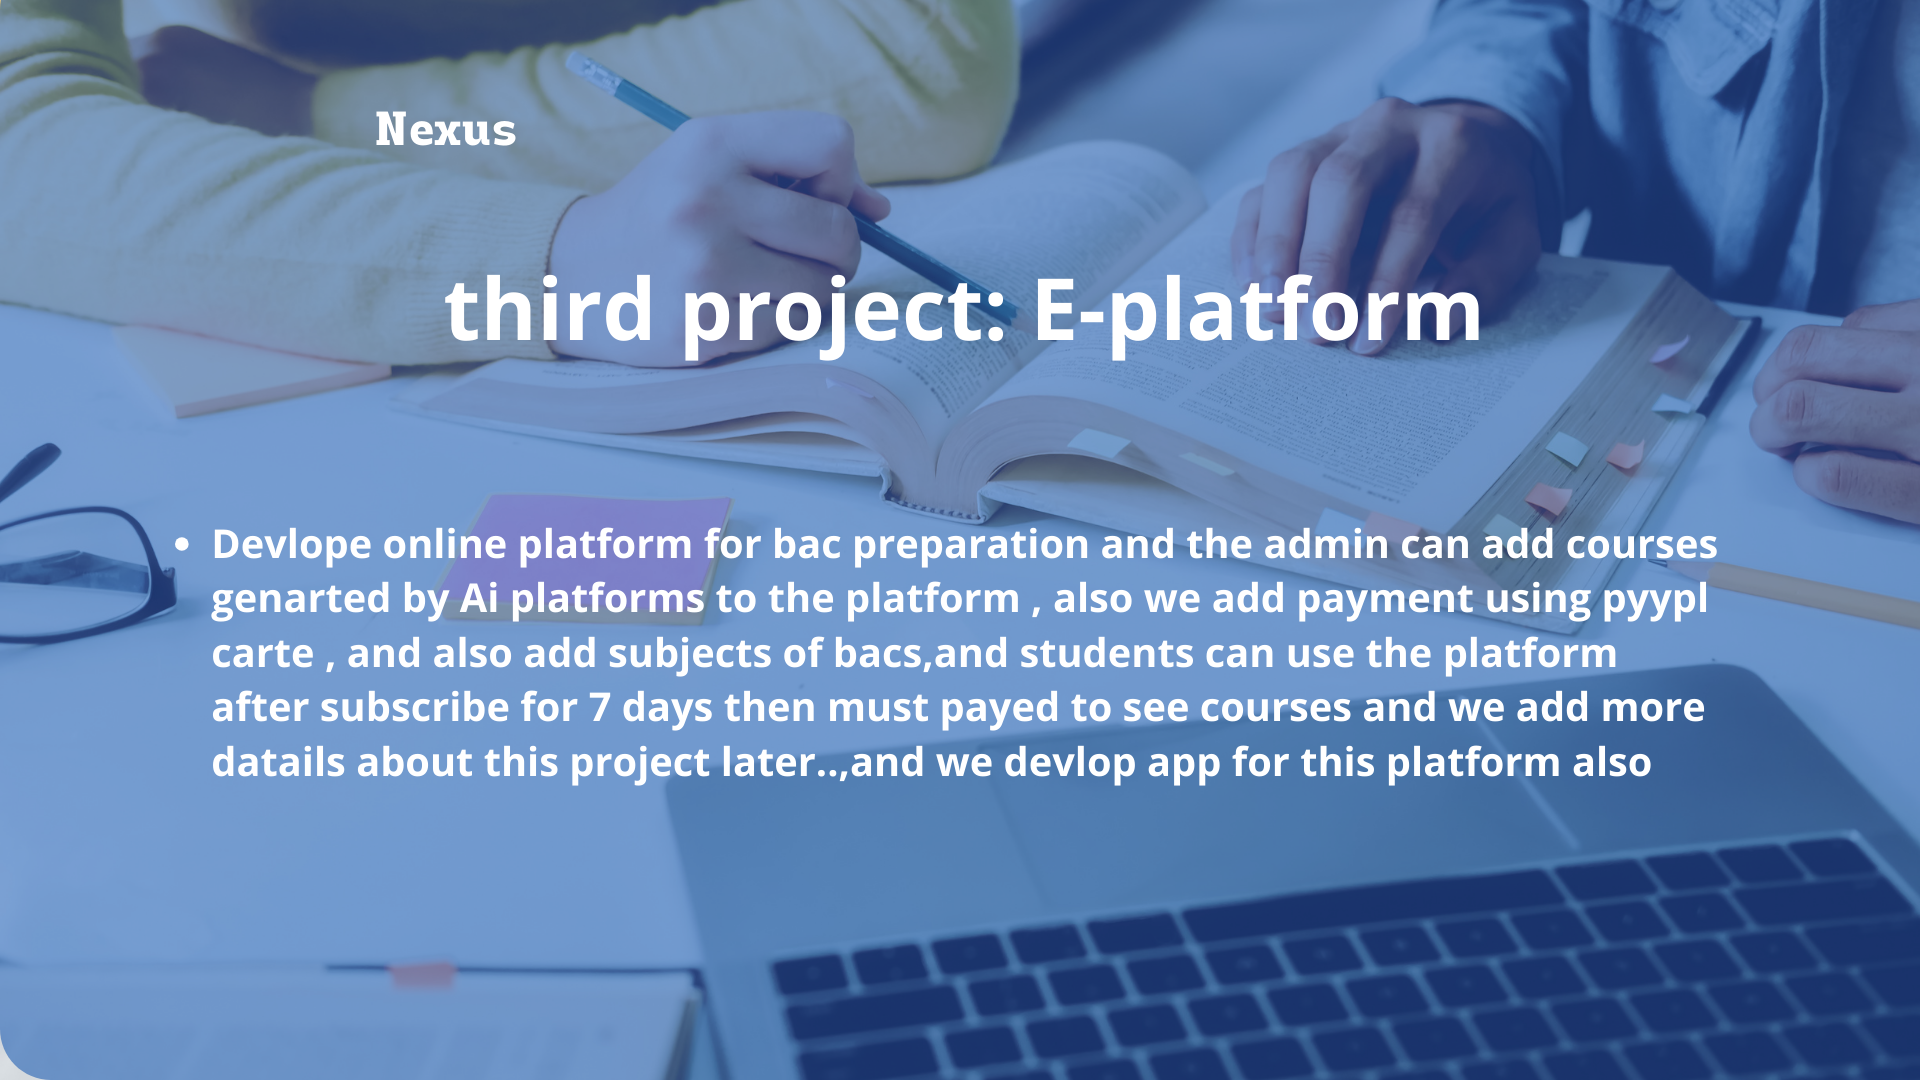 Nexus
third project: E-platform
• Devlope online platform for bac preparation and the admin can add courses
genarted by Ai platforms to the platform , also we add payment using pyypl
carte , and also add subjects of bacs,and students can use the platform
after subscribe for 7 days then must payed to see courses and we add more
datails about this project later..,and we devlop app for this platform also